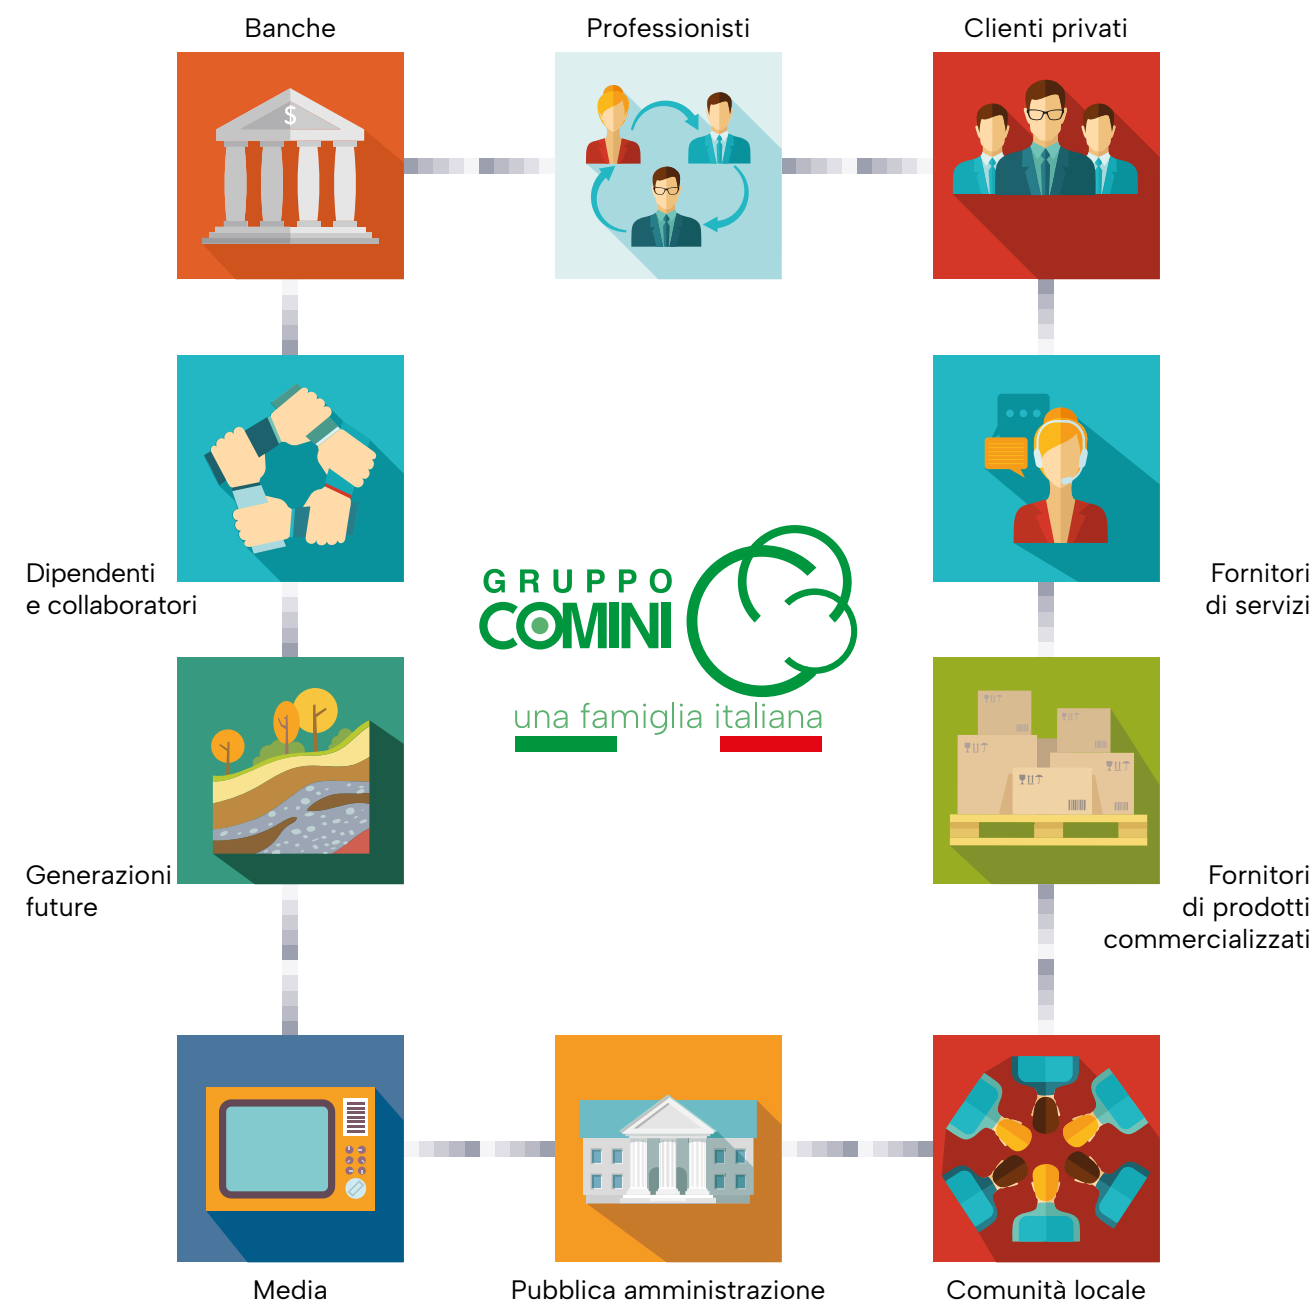 Banche
Professionisti
Clienti privati
$
Dipendenti
e collaboratori
Fornitori
di servizi
GRUPPO
COMINI
una famiglia italiana
Generazioni
future
Fornitori
di prodotti
commercializzati
Media
Pubblica amministrazione
Comunità locale